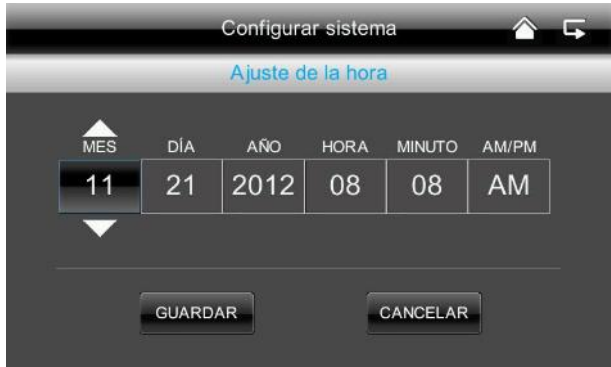 Configurar sistema
Ajuste de la hora
MES DÍA AÑO HORA MINUTO AM/PM
11 21 2012 08 08 AM
GUARDAR CANCELAR